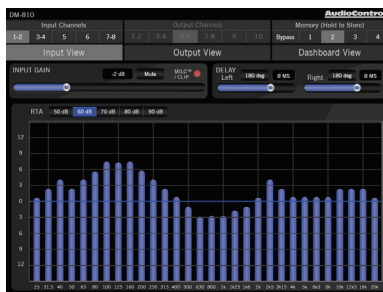 DM-810
AudioControl
Input Channels Output Channels Memory (Hold to Store)
1-2 3-4 5 6 7-8 1-2 3-4 5-6 7 8 9 10 Bypass 1 2 3 4
Input View Output View Dashboard View
INPUT GAIN -2 dB Mute MILC™ / CLIP
DELAY
Left 180 deg 8 MS Right 180 deg 8 MS
RTA 50 dB 60 dB 70 dB 80 dB 90 dB
12
9
6
3
0
3
6
9
12
25 31.5 40 50 63 80 100 125 160 200 250 315 400 500 630 800 1k 1k25 1k6 2k 2k5 3k15 4k 5k 6k3 8k 10k 12k5 16k 20k